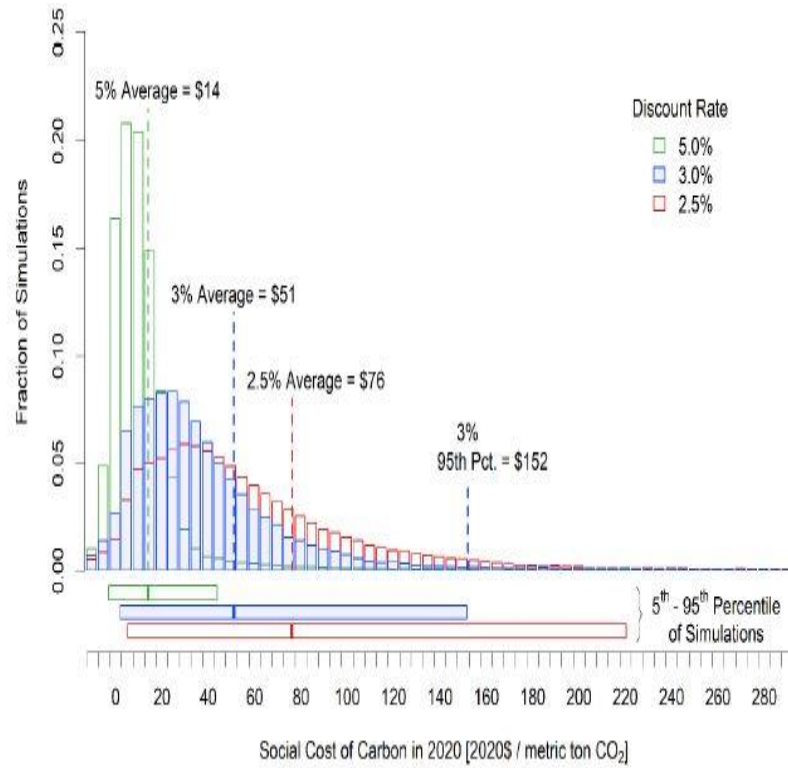 0.25
0.20
0.15
0.10
0.05
0.00
Fraction of Simulations
5% Average = $14
3% Average = $51
2.5% Average = $76
3%
95th Pct. = $152
Discount Rate
5.0%
3.0%
2.5%
5th - 95th Percentile
of Simulations
0 20 40 60 80 100 120 140 160 180 200 220 240 260 280
Social Cost of Carbon in 2020 [2020$ / metric ton CO2]